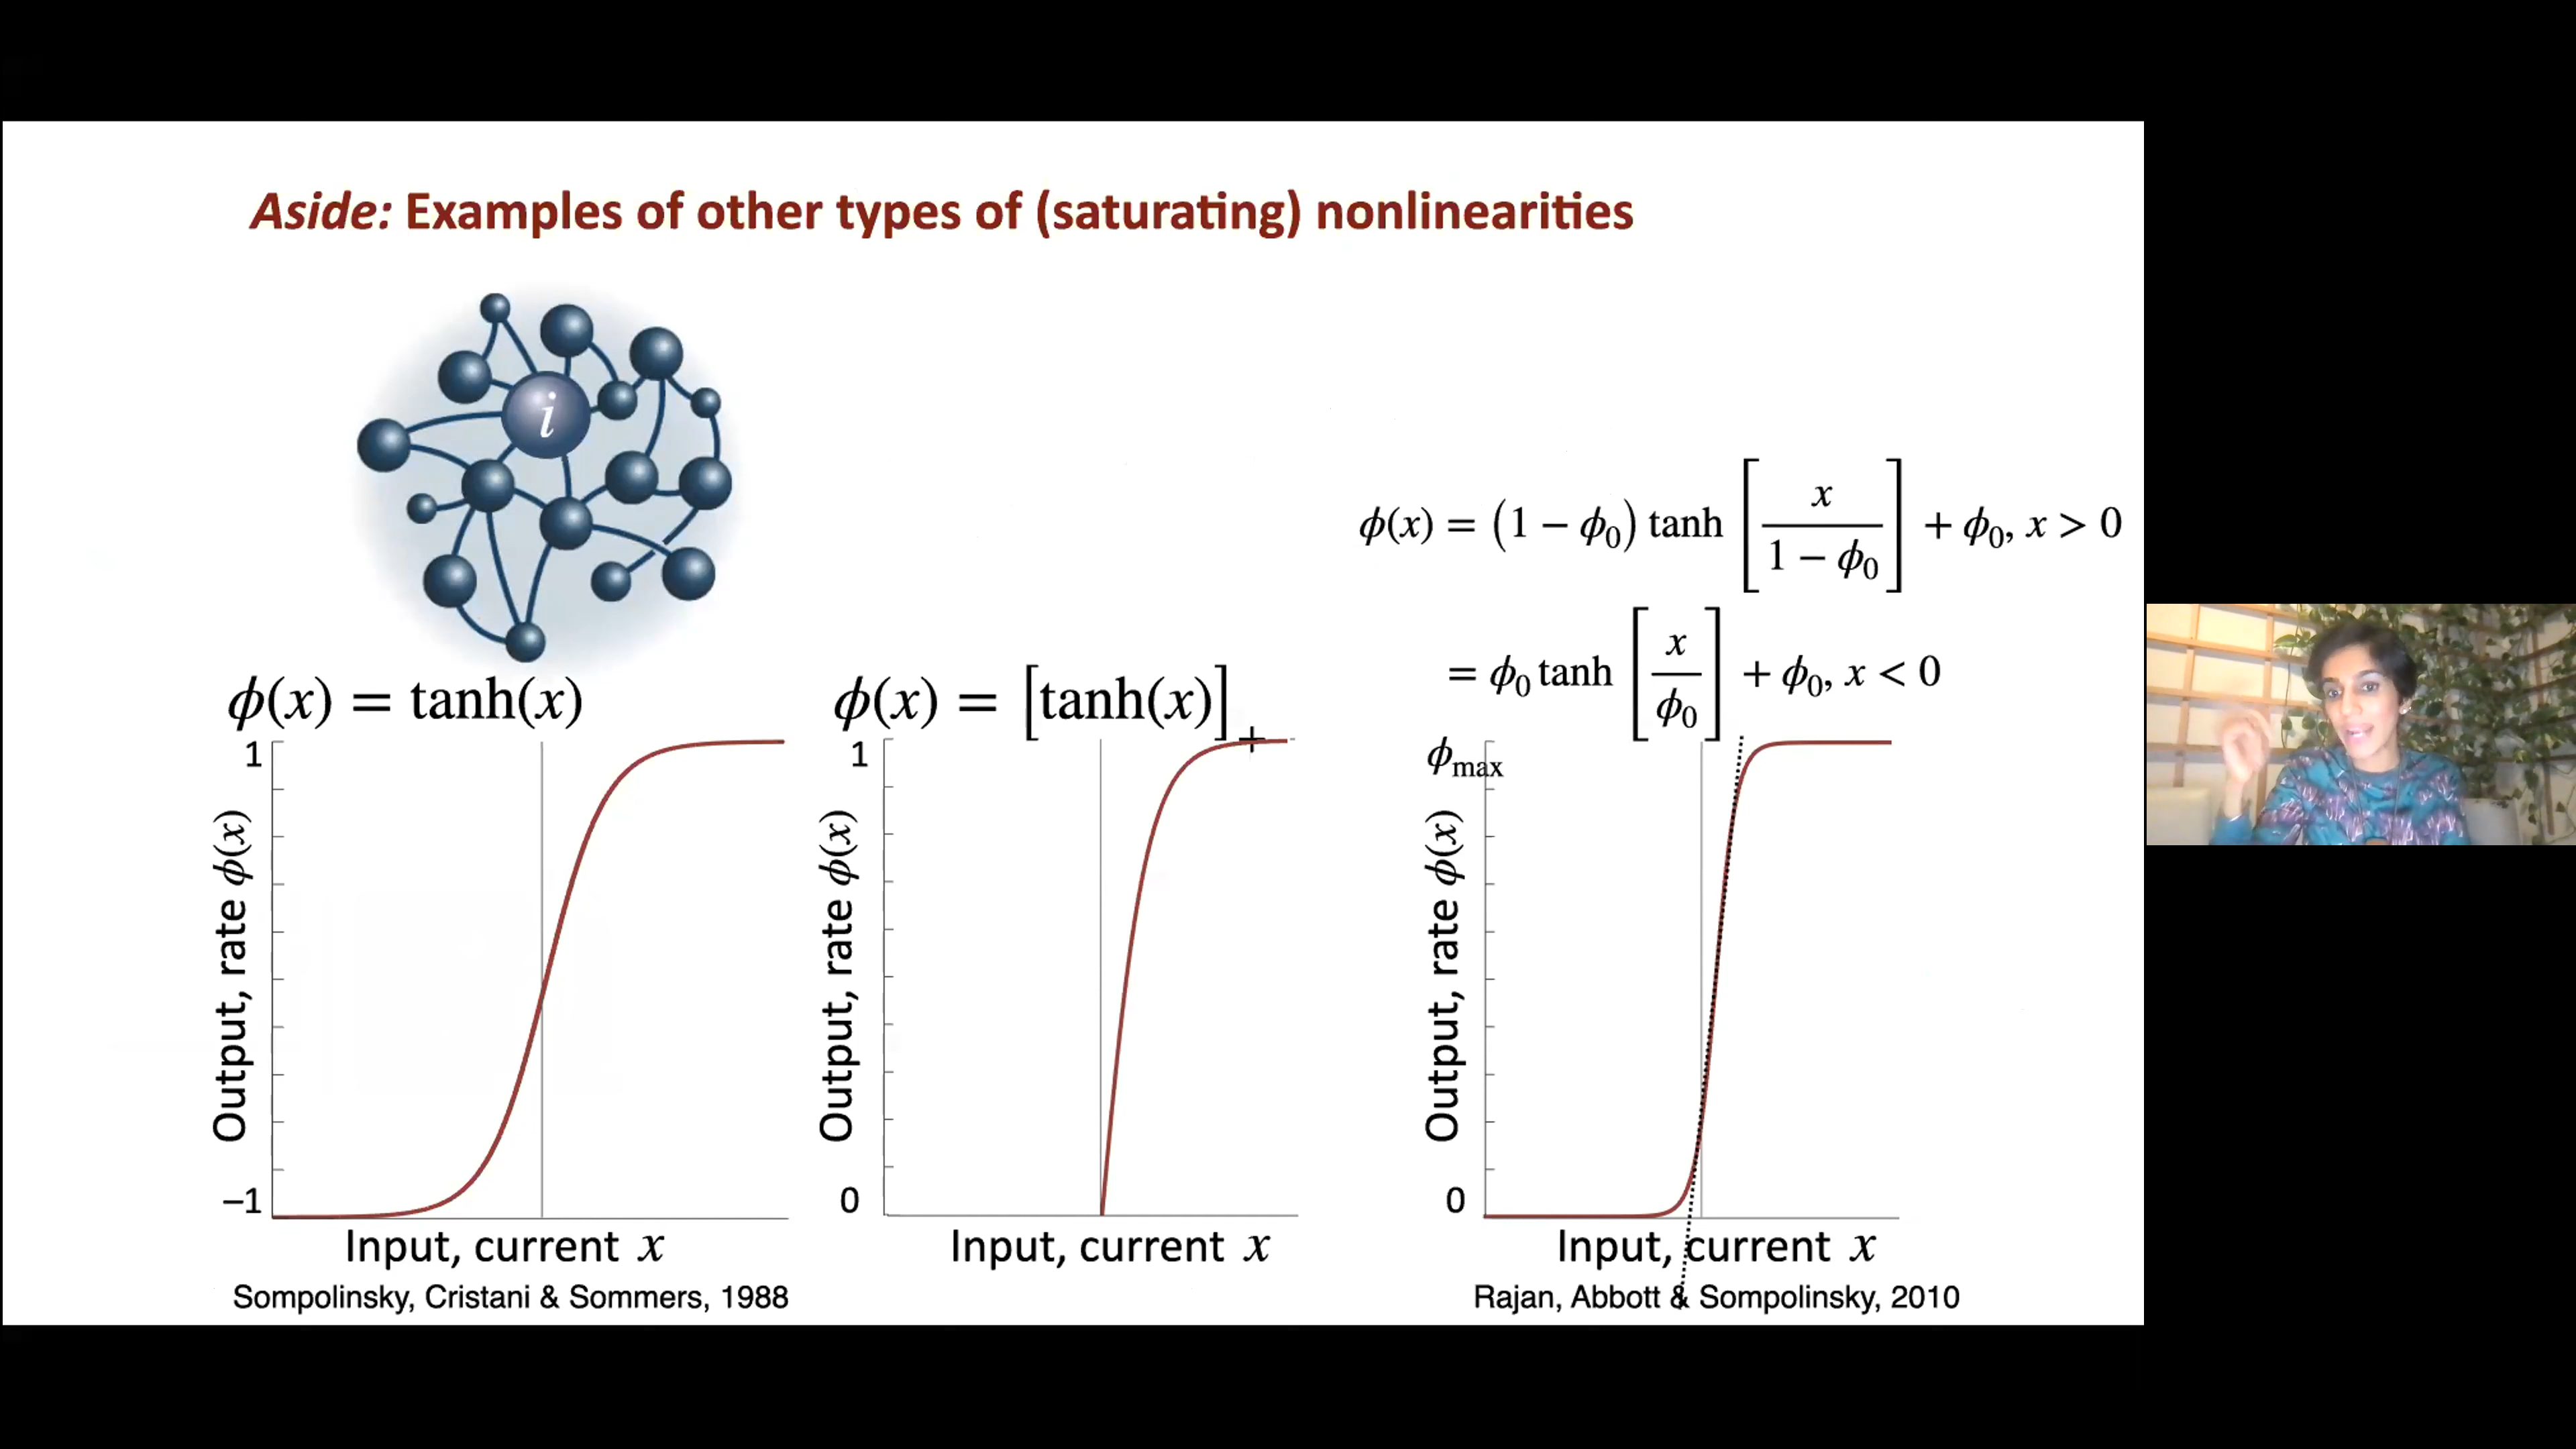 Aside: Examples of other types of (saturating) nonlinearities
i
ϕ(x) = tanh(x)
1
−1
Output, rate ϕ(x)
Input, current x
Sompolinsky, Cristani & Sommers, 1988
ϕ(x) = [tanh(x)]+
1
0
Output, rate ϕ(x)
Input, current x
ϕ(x) = (1 − ϕ₀) tanh [x / (1 − ϕ₀)] + ϕ₀, x > 0
= ϕ₀ tanh [x / ϕ₀] + ϕ₀, x < 0
ϕmax
0
Output, rate ϕ(x)
Input, current x
Rajan, Abbott & Sompolinsky, 2010